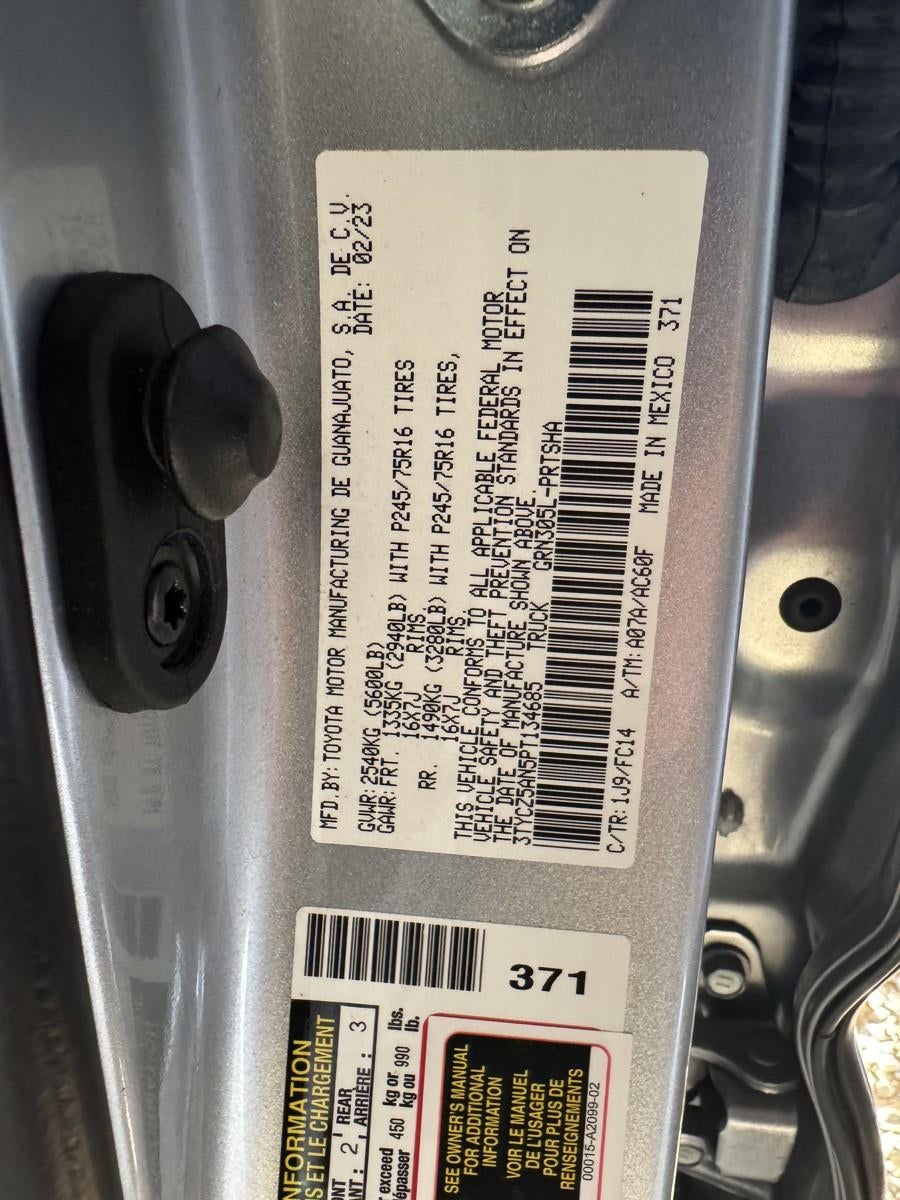 MFD.BY:TOYOTA MOTOR MANUFACTURING DE GUANAJUATO, S.A. DE C.V.
DATE: 02/23
GVWR:2540KG (5600LB)
GAWR:FRT. 1335KG (2940LB) WITH P245/75R16 TIRES
16X7J RIMS
RR. 1490KG (3280LB) WITH P245/75R16 TIRES,
16X7J RIMS
THIS VEHICLE CONFORMS TO ALL APPLICABLE FEDERAL MOTOR
VEHICLE SAFETY AND THEFT PREVENTION STANDARDS IN EFFECT ON
THE DATE OF MANUFACTURE SHOWN ABOVE.
3TYCZ5AN5PT134685 TRUCK GRN305L-PRTSHA
C/TR:1J9/FC14 A/TM:A07A/AC60F MADE IN MEXICO 371
371
NFORMATION
S ET LE CHARGEMENT
NT : 2 , REAR
ANT : , ARRIÈRE : 3
r exceed 450 kg or 990 lbs.
épasser kg ou lb.
SEE OWNER'S MANUAL
FOR ADDITIONAL
INFORMATION
VOIR LE MANUEL
DE L'USAGER
POUR PLUS DE
RENSEIGNEMENTS
00015-A2099-02